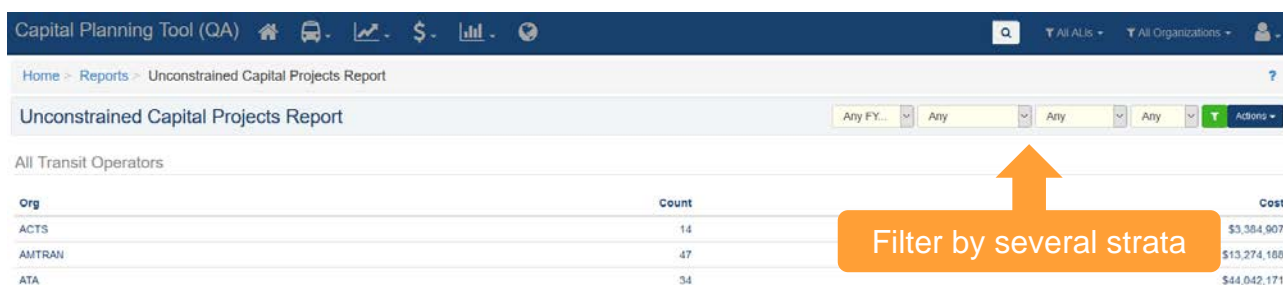 Capital Planning Tool (QA) $ All ALIs All Organizations
Home > Reports > Unconstrained Capital Projects Report ?
Unconstrained Capital Projects Report Any FY... Any Any Any Actions
All Transit Operators
Org Count Cost
ACTS 14 $3,384,907
AMTRAN 47 $13,274,188
ATA 34 $44,042,171
Filter by several strata